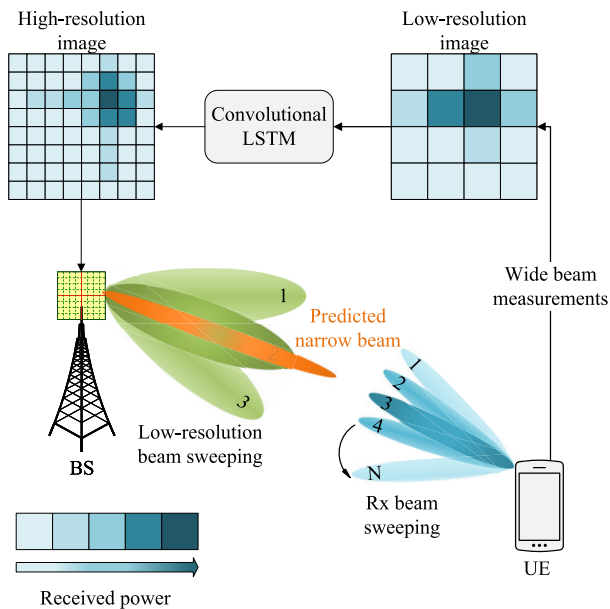 High-resolution
image
Low-resolution
image
Convolutional
LSTM
Wide beam
measurements
1
Predicted
narrow beam
2
3
Low-resolution
beam sweeping
BS
1
2
3
4
N
Rx beam
sweeping
UE
Received power